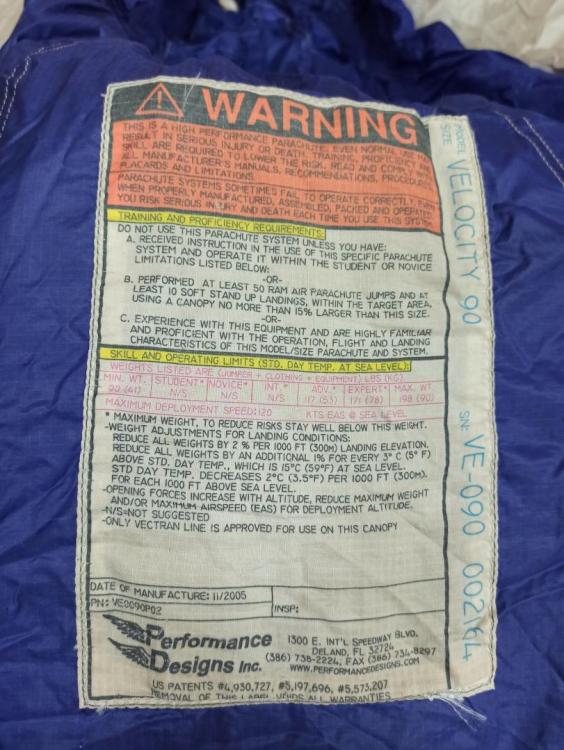 WARNING
THIS IS A HIGH PERFORMANCE PARACHUTE. EVEN NORMAL USE MAY
RESULT IN SERIOUS INJURY OR DEATH. TRAINING, PROFICIENCY AND
SKILL ARE REQUIRED TO LOWER THE RISK. READ AND COMPLY WITH
ALL MANUFACTURER'S MANUALS, RECOMMENDATIONS, PROCEDURES
PLACARDS AND LIMITATIONS.
PARACHUTE SYSTEMS SOMETIMES FAIL TO OPERATE CORRECTLY, EVEN
WHEN PROPERLY MANUFACTURED, ASSEMBLED, PACKED AND OPERATED
YOU RISK SERIOUS INJURY AND DEATH EACH TIME YOU USE THIS SYSTEM
TRAINING AND PROFICIENCY REQUIREMENTS:
DO NOT USE THIS PARACHUTE SYSTEM UNLESS YOU HAVE:
A. RECEIVED INSTRUCTION IN THE USE OF THIS SPECIFIC PARACHUTE
SYSTEM AND OPERATE IT WITHIN THE STUDENT OR NOVICE
LIMITATIONS LISTED BELOW:
-OR-
B. PERFORMED AT LEAST 50 RAM AIR PARACHUTE JUMPS AND AT
LEAST 10 SOFT STAND UP LANDINGS, WITHIN THE TARGET AREA,
USING A CANOPY NO MORE THAN 15% LARGER THAN THIS SIZE.
-OR-
C. EXPERIENCE WITH THIS EQUIPMENT AND ARE HIGHLY FAMILIAR
AND PROFICIENT WITH THE OPERATION, FLIGHT AND LANDING
CHARACTERISTICS OF THIS MODEL/SIZE PARACHUTE AND SYSTEM.
SKILL AND OPERATING LIMITS (STD. DAY TEMP. AT SEA LEVEL):
WEIGHTS LISTED ARE (JUMPER + CLOTHING + EQUIPMENT) LBS (KG)
MIN. WT. STUDENT* NOVICE* INT.* ADV.* EXPERT* MAX. WT
90 (41) N/S N/S N/S 117 (53) 171 (78) 198 (90)
MAXIMUM DEPLOYMENT SPEED: 120 KTS EAS @ SEA LEVEL
* MAXIMUM WEIGHT, TO REDUCE RISKS STAY WELL BELOW THIS WEIGHT.
-WEIGHT ADJUSTMENTS FOR LANDING CONDITIONS:
REDUCE ALL WEIGHTS BY 2 % PER 1000 FT (300M) LANDING ELEVATION.
REDUCE ALL WEIGHTS BY AN ADDITIONAL 1% FOR EVERY 3° C (5° F)
ABOVE STD. DAY TEMP., WHICH IS 15°C (59°F) AT SEA LEVEL.
STD DAY TEMP. DECREASES 2°C (3.5°F) PER 1000 FT (300M).
FOR EACH 1000 FT ABOVE SEA LEVEL.
-OPENING FORCES INCREASE WITH ALTITUDE, REDUCE MAXIMUM WEIGHT
AND/OR MAXIMUM AIRSPEED (EAS) FOR DEPLOYMENT ALTITUDE.
-N/S=NOT SUGGESTED
-ONLY VECTRAN LINE IS APPROVED FOR USE ON THIS CANOPY
DATE OF MANUFACTURE: 11/2005
PN: VE0090P02 INSP:
Performance
Designs Inc.
1300 E. INT'L SPEEDWAY BLVD.
DELAND, FL 32724
(386) 738-2224, FAX (386) 734-8297
WWW.PERFORMANCEDESIGNS.COM
US PATENTS #4,930,727, #5,197,696, #5,573,207
REMOVAL OF THIS LABEL VOIDS ALL WARRANTIES
MODEL
SIZE
VELOCITY 90
SN: VE-090 002164